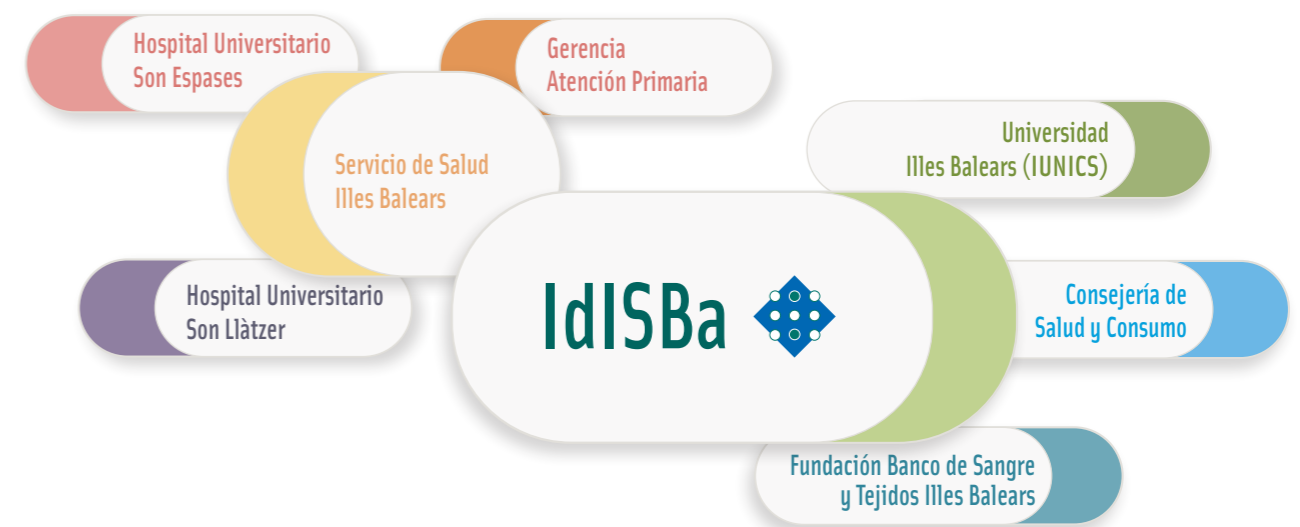 Hospital Universitario
Son Espases
Gerencia
Atención Primaria
Servicio de Salud
Illes Balears
Universidad
Illes Balears (IUNICS)
Hospital Universitario
Son Llàtzer
IdISBa
Consejería de
Salud y Consumo
Fundación Banco de Sangre
y Tejidos Illes Balears